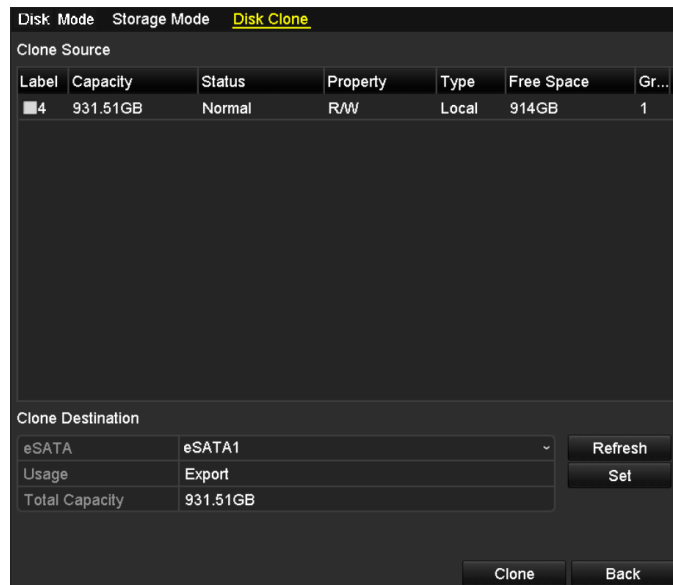 Disk Mode Storage Mode Disk Clone
Clone Source
Label Capacity Status Property Type Free Space Gr...
4 931.51GB Normal R/W Local 914GB 1
Clone Destination
eSATA eSATA1 Refresh
Usage Export Set
Total Capacity 931.51GB
Clone Back